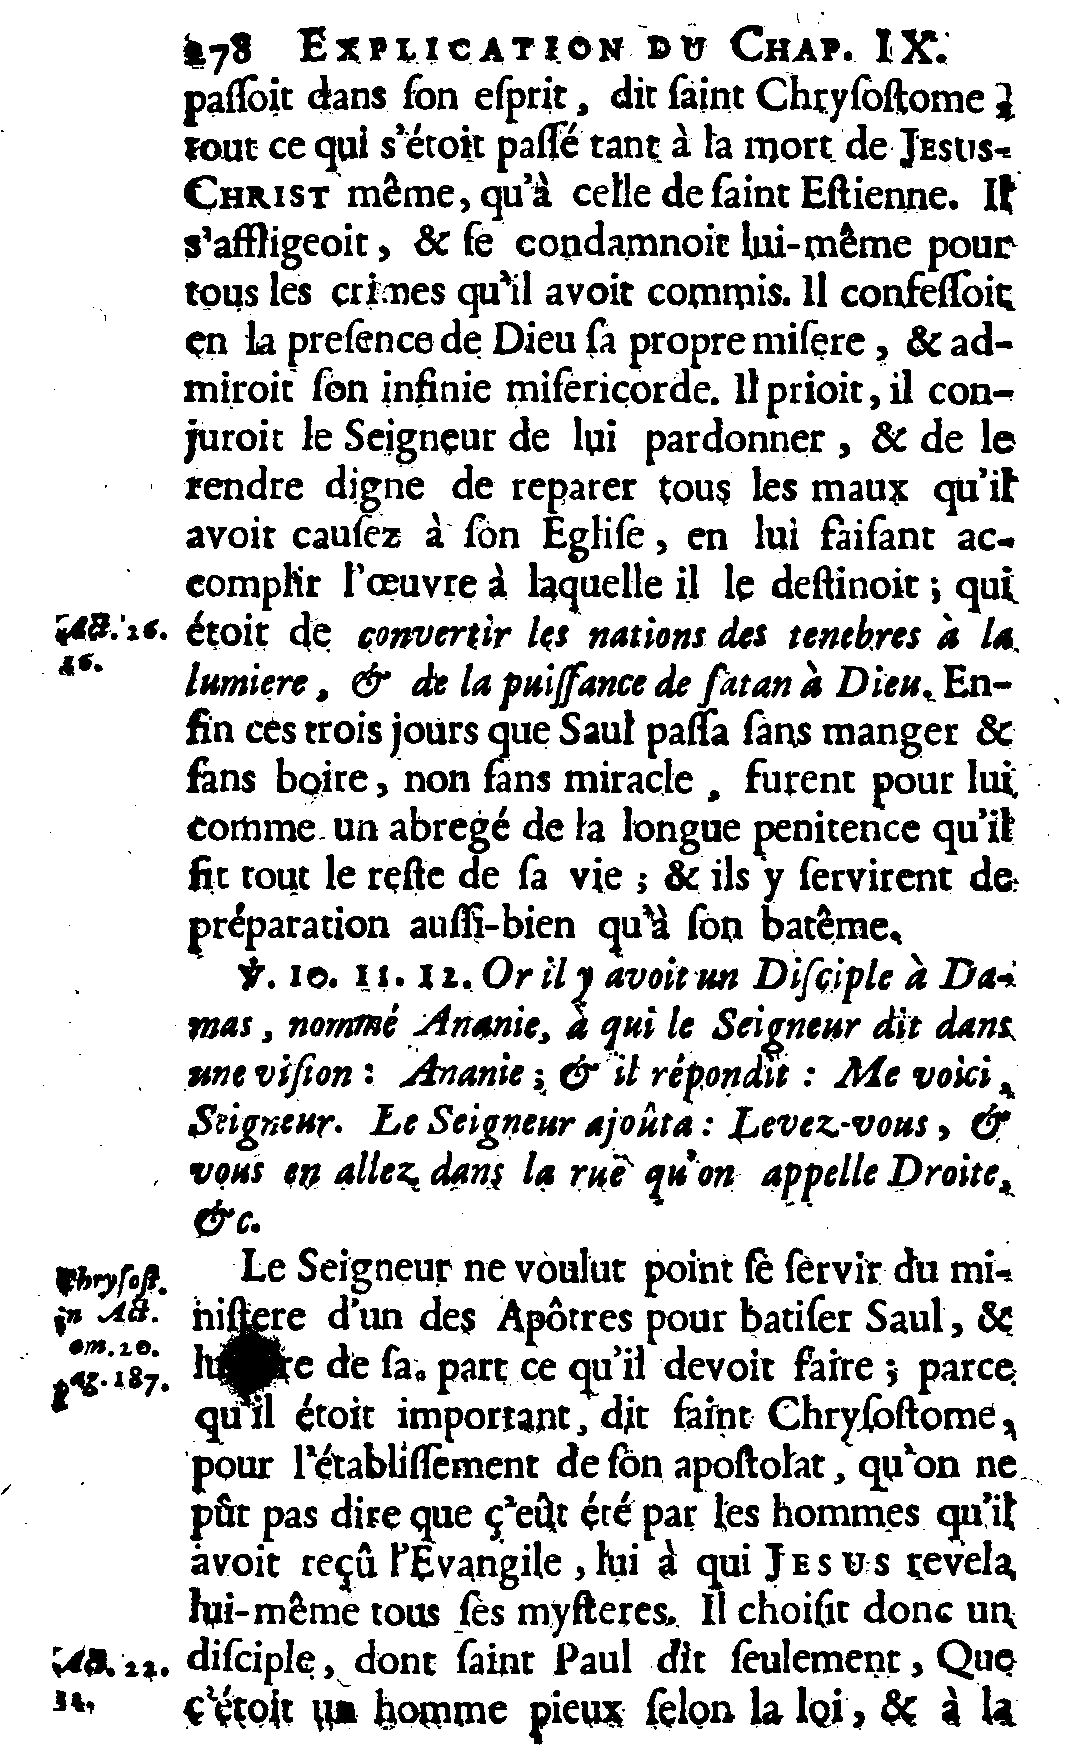 278 EXPLICATION DU CHAP. IX.
paſſoit dans ſon eſprit, dit ſaint Chryſoſtome,
tout ce qui s'étoit paſſé tant à la mort de JESUS-
CHRIST même, qu'à celle de ſaint Eſtienne. Il
s'affligeoit, & ſe condamnoit lui-même pour
tous les crimes qu'il avoit commis. Il confeſſoit
en la preſence de Dieu ſa propre miſere, & ad-
miroit ſon infinie miſericorde. Il prioit, il con-
juroit le Seigneur de lui pardonner, & de le
rendre digne de reparer tous les maux qu'il
avoit cauſez à ſon Egliſe, en lui faiſant ac-
complir l'œuvre à laquelle il le deſtinoit; qui
Act. 26. étoit de convertir les nations des tenebres à la
lumiere, & de la puiſſance de ſatan à Dieu. En-
fin ces trois jours que Saul paſſa ſans manger &
ſans boire, non ſans miracle, furent pour lui
comme un abregé de la longue penitence qu'il
fit tout le reſte de ſa vie; & ils y ſervirent de
préparation auſſi-bien qu'à ſon batême.
℣. 10. 11. 12. Or il y avoit un Diſciple à Da-
mas, nommé Ananie, à qui le Seigneur dit dans
une viſion: Ananie; & il répondit: Me voici,
Seigneur. Le Seigneur ajoûta: Levez-vous, &
vous en allez dans la ruë qu'on appelle Droite,
&c.
Chryſoſt. Le Seigneur ne voulut point ſe ſervir du mi-
in Act. niſtere d'un des Apôtres pour batiſer Saul, &
om. 20. de ſa part ce qu'il devoit faire; parce
pag. 187. qu'il étoit important, dit ſaint Chryſoſtome,
pour l'établiſſement de ſon apoſtolat, qu'on ne
pût pas dire que ç'eût été par les hommes qu'il
avoit reçû l'Evangile, lui à qui JESUS revela
lui-même tous ſes myſteres. Il choiſit donc un
Act. 22. diſciple, dont ſaint Paul dit ſeulement, Que
c'étoit un homme pieux ſelon la loi, & à la